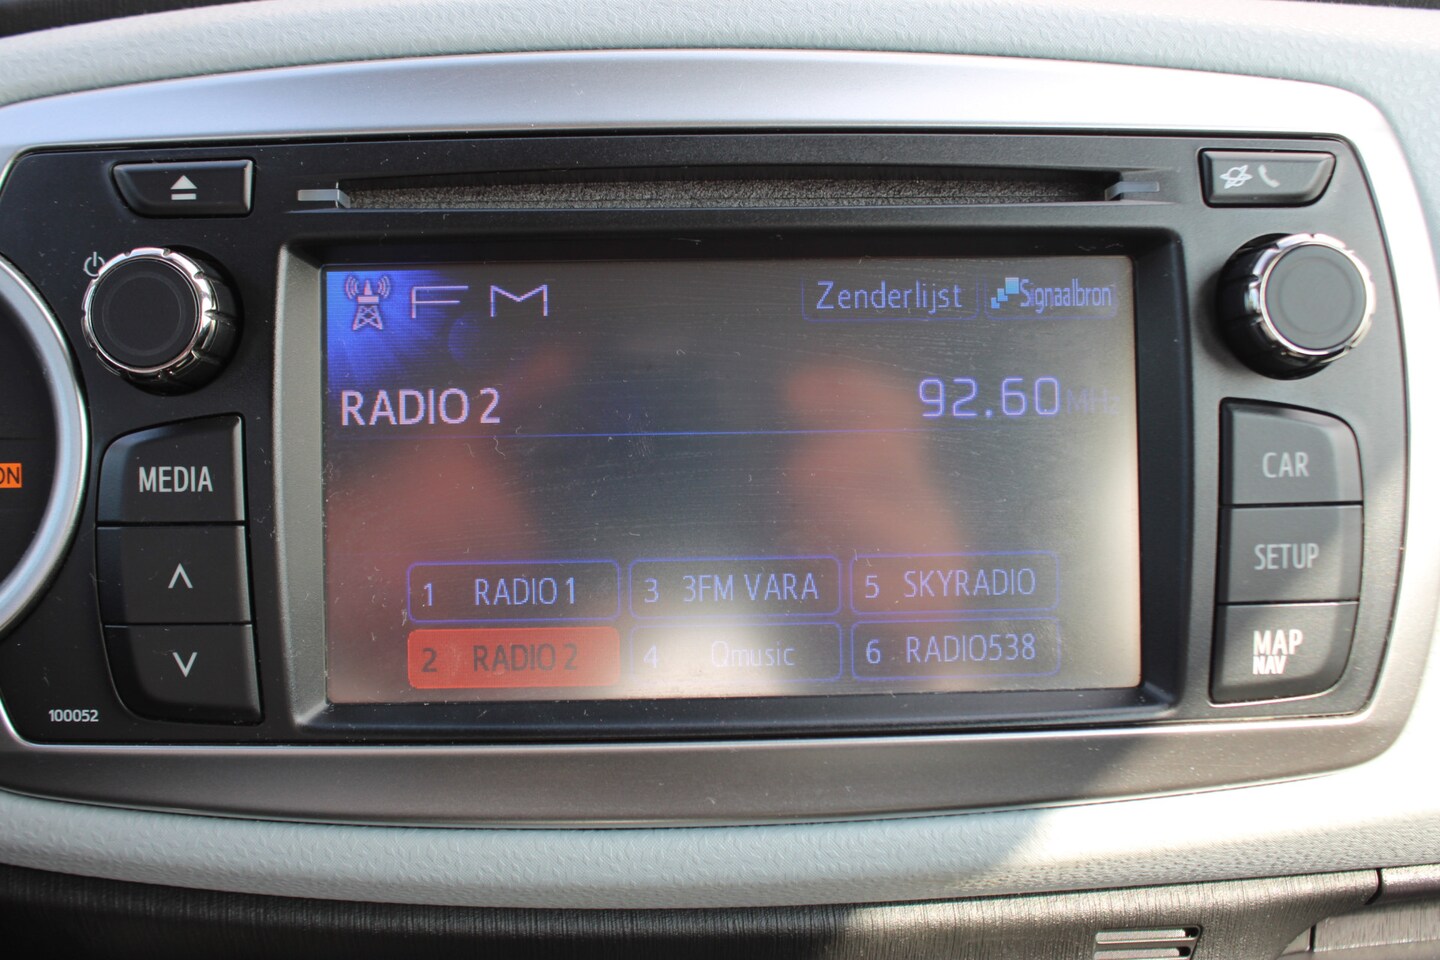 FM
Zenderlijst
Signaalbron
RADIO 2
92.60 MHz
MEDIA
CAR
SETUP
MAP
NAV
ON
1 RADIO 1
3 3FM VARA
5 SKYRADIO
2 RADIO 2
4 Qmusic
6 RADIO538
100052